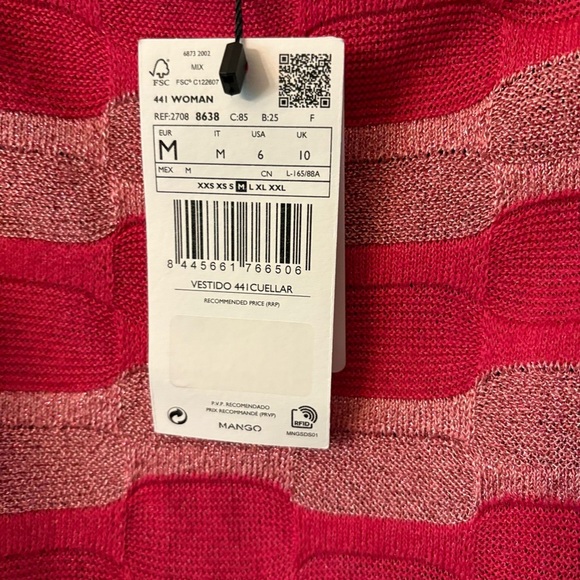 6873 2002
MIX
FSC
FSC® C122607
441 WOMAN
REF:2708 8638 C:85 B:25 F
EUR IT USA UK
M M 6 10
MEX M CN L-165/88A
XXS XS S M L XL XXL
8 445661 766506
VESTIDO 441CUELLAR
RECOMMENDED PRICE (RRP)
P.V.P. RECOMENDADO
PRIX RECOMMANDÉ (PRVP)
MANGO
RFID
MNGSDS01